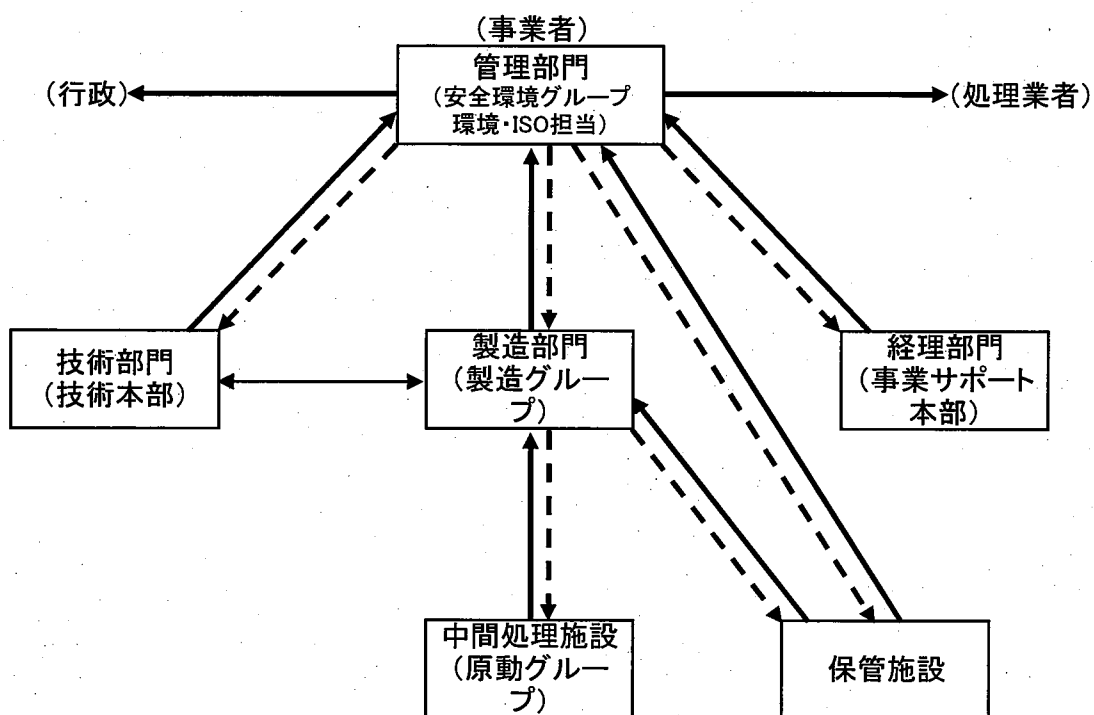 (事業者)
管理部門
(安全環境グループ
環境・ISO担当)
(行政)
(処理業者)
技術部門
(技術本部)
製造部門
(製造グルー
プ)
経理部門
(事業サポート
本部)
中間処理施設
(原動グルー
プ)
保管施設